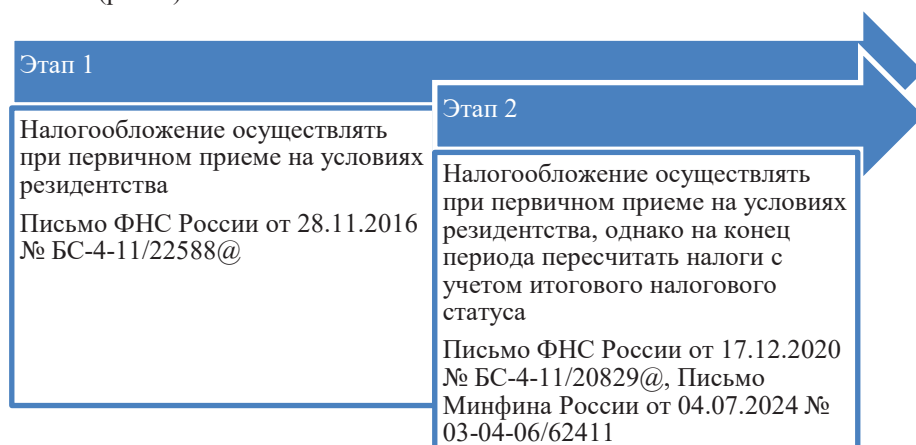 Этап 1
Налогообложение осуществлять
при первичном приеме на условиях
резидентства
Письмо ФНС России от 28.11.2016
№ БС-4-11/22588@
Этап 2
Налогообложение осуществлять
при первичном приеме на условиях
резидентства, однако на конец
периода пересчитать налоги с
учетом итогового налогового
статуса
Письмо ФНС России от 17.12.2020
№ БС-4-11/20829@, Письмо
Минфина России от 04.07.2024 №
03-04-06/62411